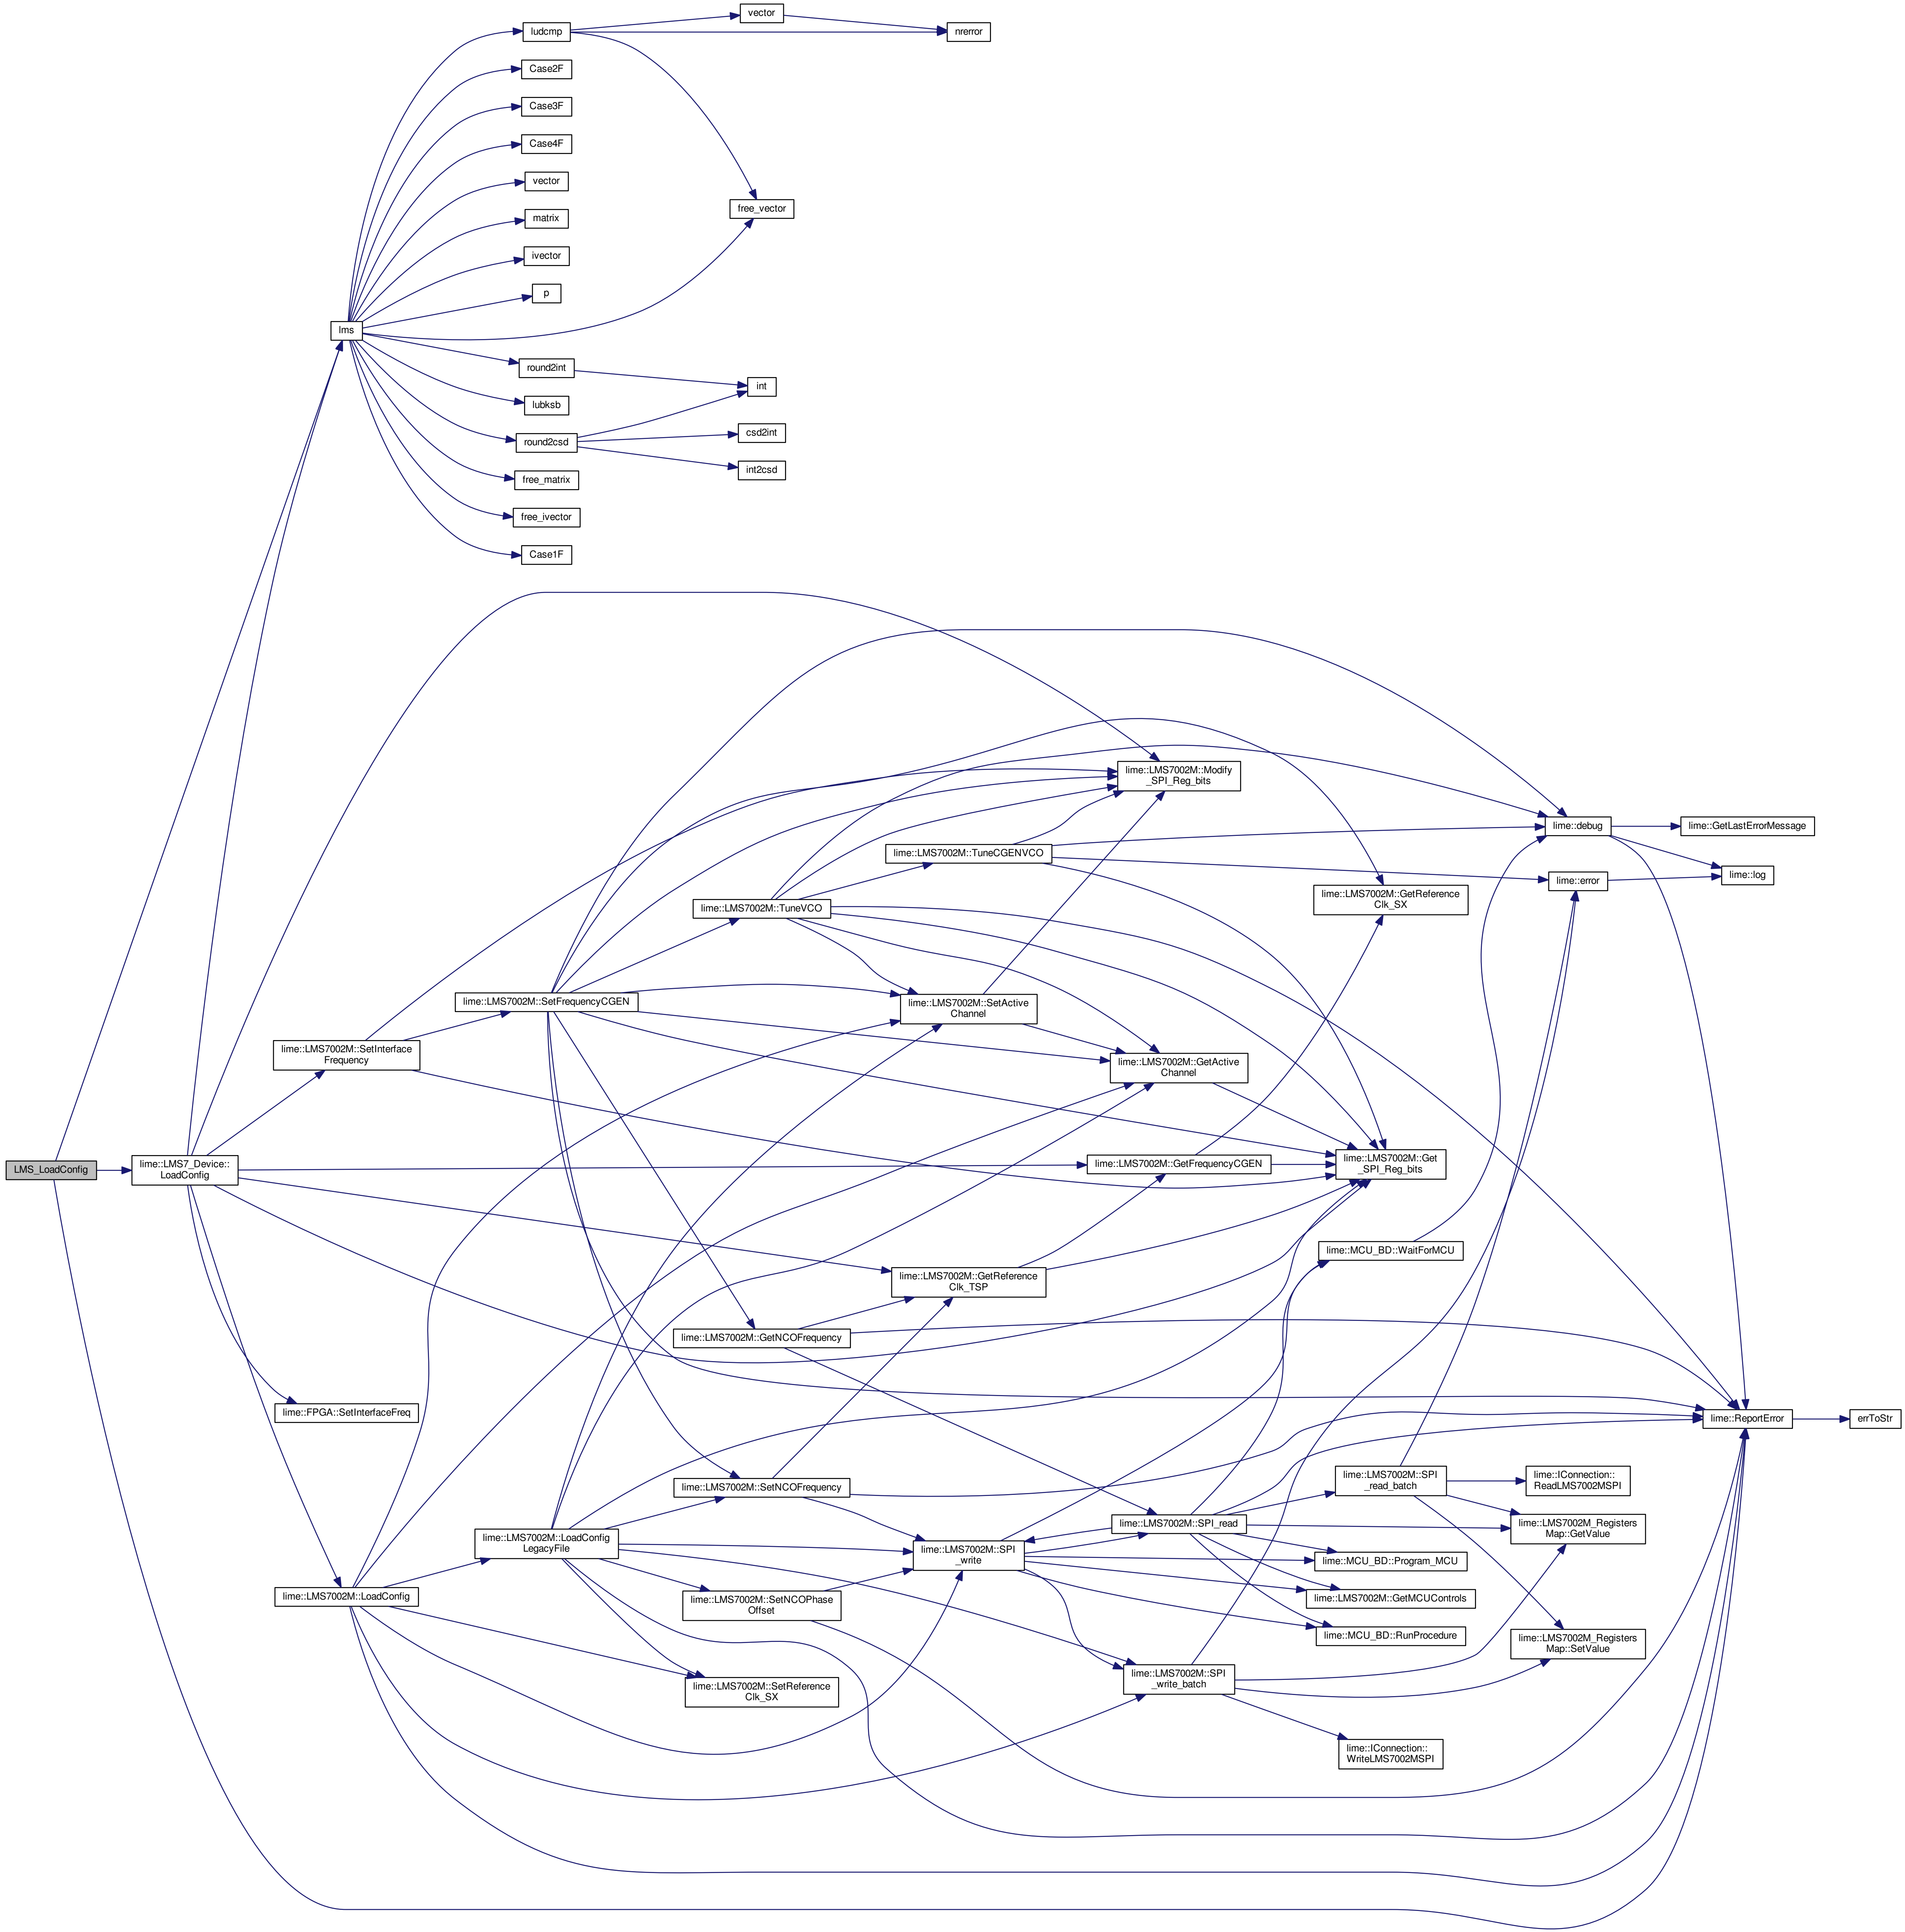 vector
ludcmp
nrerror
Case2F
Case3F
Case4F
vector
free_vector
matrix
ivector
p
lms
round2int
int
lubksb
csd2int
round2csd
int2csd
free_matrix
free_ivector
Case1F
lime::LMS7002M::Modify
_SPI_Reg_bits
lime::debug
lime::GetLastErrorMessage
lime::LMS7002M::TuneCGENVCO
lime::log
lime::error
lime::LMS7002M::GetReference
Clk_SX
lime::LMS7002M::TuneVCO
lime::LMS7002M::SetFrequencyCGEN
lime::LMS7002M::SetActive
Channel
lime::LMS7002M::SetInterface
Frequency
lime::LMS7002M::GetActive
Channel
LMS_LoadConfig
lime::LMS7_Device::
LoadConfig
lime::LMS7002M::GetFrequencyCGEN
lime::LMS7002M::Get
_SPI_Reg_bits
lime::MCU_BD::WaitForMCU
lime::LMS7002M::GetReference
Clk_TSP
lime::LMS7002M::GetNCOFrequency
lime::FPGA::SetInterfaceFreq
lime::ReportError
errToStr
lime::LMS7002M::SetNCOFrequency
lime::LMS7002M::SPI
_read_batch
lime::IConnection::
ReadLMS7002MSPI
lime::LMS7002M::SPI_read
lime::LMS7002M_Registers
Map::GetValue
lime::LMS7002M::LoadConfig
LegacyFile
lime::LMS7002M::SPI
_write
lime::MCU_BD::Program_MCU
lime::LMS7002M::LoadConfig
lime::LMS7002M::SetNCOPhase
Offset
lime::LMS7002M::GetMCUControls
lime::MCU_BD::RunProcedure
lime::LMS7002M_Registers
Map::SetValue
lime::LMS7002M::SetReference
Clk_SX
lime::LMS7002M::SPI
_write_batch
lime::IConnection::
WriteLMS7002MSPI